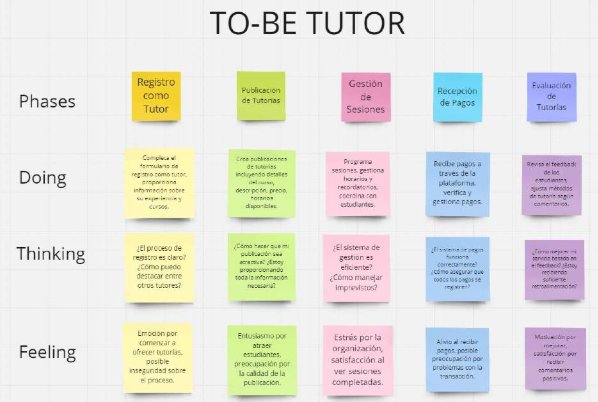 TO-BE TUTOR
Phases
Registro
como
Tutor
Publicación
de Tutorías
Gestión
de
Sesiones
Recepción
de Pagos
Evaluación
de
Tutorías
Doing
Completa el
formulario de
registro como tutor,
proporciona
información sobre
su experiencia y
cursos.
Crea publicaciones
de tutorías
incluyendo detalles
del curso,
descripción, precio,
horarios
disponibles.
Programa
sesiones, gestiona
horarios y
recordatorios,
coordina con
estudiantes.
Recibe pagos a
través de la
plataforma,
verifica y
gestiona pagos.
Revisa el feedback
de los
estudiantes,
ajusta métodos
de tutoría según
comentarios.
Thinking
¿El proceso de
registro es claro?
¿Cómo puedo
destacar entre
otros tutores?
¿Cómo hacer que mi
publicación sea
atractiva? ¿Estoy
proporcionando
toda la información
necesaria?
¿El sistema de
gestión es
eficiente?
¿Cómo manejar
imprevistos?
¿El sistema de pagos
funciona
correctamente?
¿Cómo asegurar que
todos los pagos se
registren?
¿Cómo mejorar mi
servicio basado en
el feedback? ¿Estoy
recibiendo
suficiente
retroalimentación?
Feeling
Emoción por
comenzar a
ofrecer tutorías,
posible
inseguridad sobre
el proceso.
Entusiasmo por
atraer
estudiantes,
preocupación por
la calidad de la
publicación.
Estrés por la
organización,
satisfacción al
ver sesiones
completadas.
Alivio al recibir
pagos, posible
preocupación por
problemas con la
transacción.
Motivación por
mejorar,
satisfacción por
recibir
comentarios
positivos.